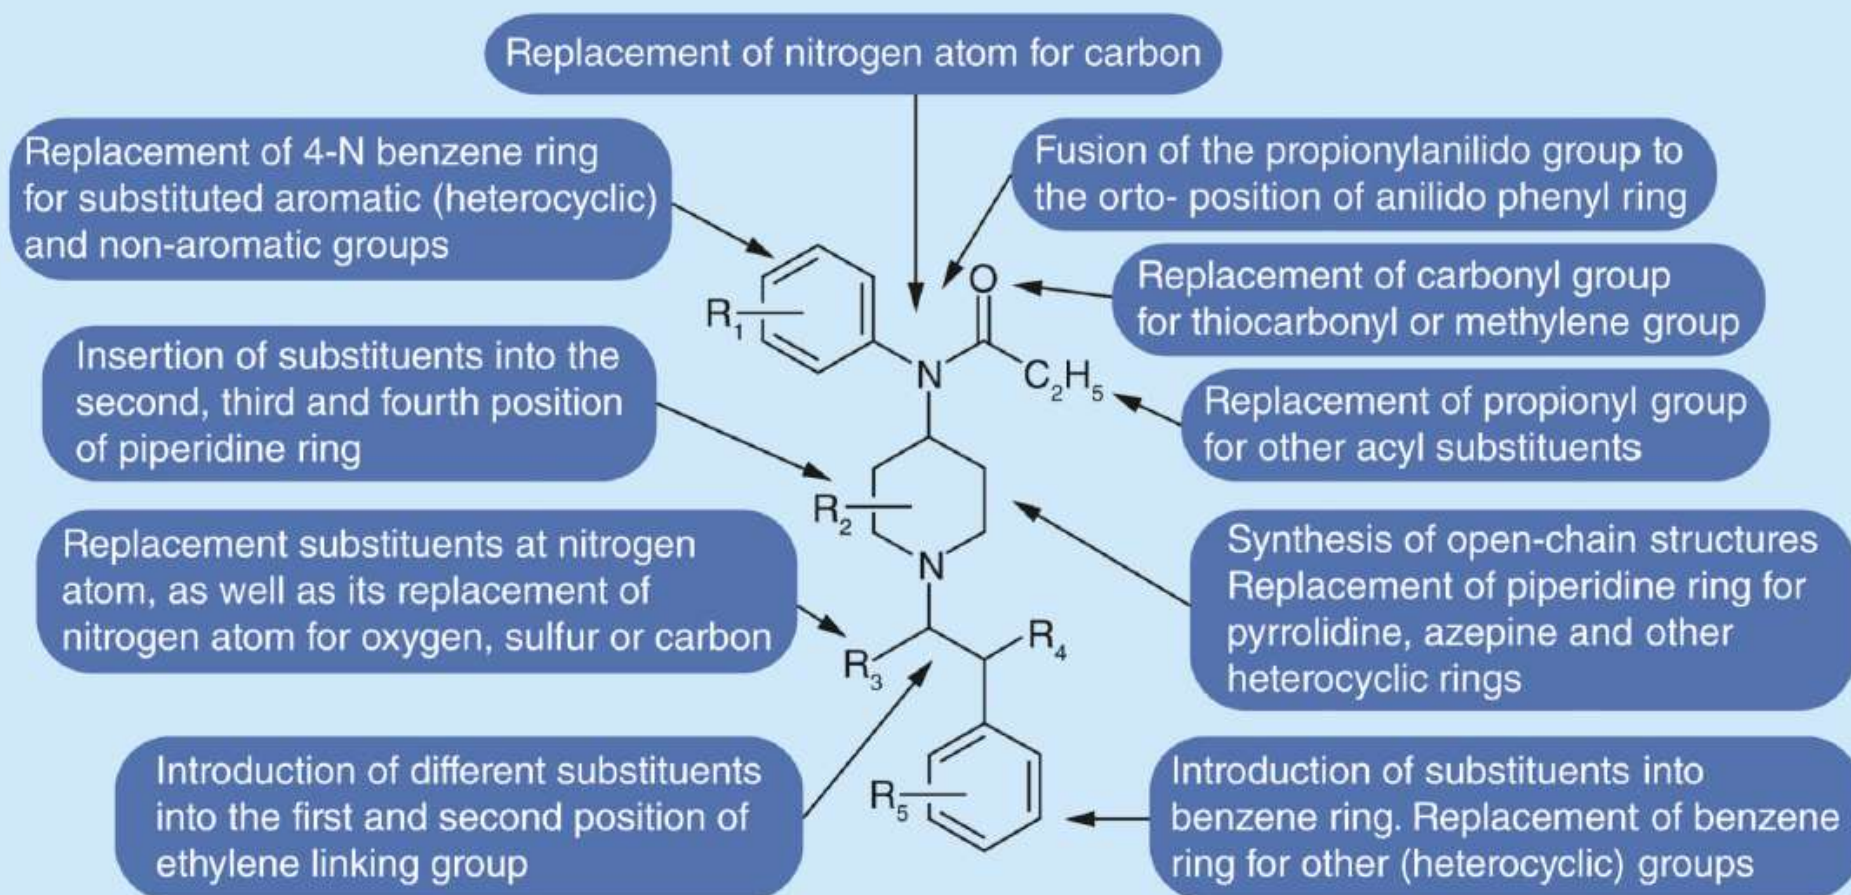 Replacement of nitrogen atom for carbon
Replacement of 4-N benzene ring
for substituted aromatic (heterocyclic)
and non-aromatic groups
Fusion of the propionylanilido group to
the orto- position of anilido phenyl ring
Replacement of carbonyl group
for thiocarbonyl or methylene group
O
R₁
Insertion of substituents into the
second, third and fourth position
of piperidine ring
N
C₂H₅
Replacement of propionyl group
for other acyl substituents
R₂
N
Replacement substituents at nitrogen
atom, as well as its replacement of
nitrogen atom for oxygen, sulfur or carbon
Synthesis of open-chain structures
Replacement of piperidine ring for
pyrrolidine, azepine and other
heterocyclic rings
R₃
R₄
Introduction of different substituents
into the first and second position of
ethylene linking group
R₅
Introduction of substituents into
benzene ring. Replacement of benzene
ring for other (heterocyclic) groups